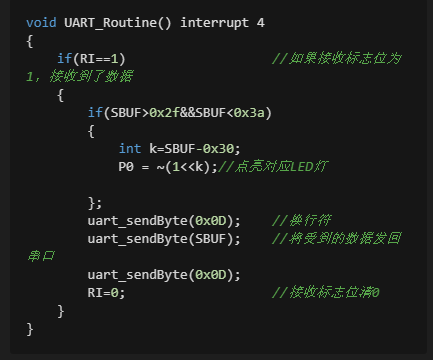 void UART_Routine() interrupt 4
{
    if(RI==1)                   //如果接收标志位为
1，接收到了数据
    {
        if(SBUF>0x2f&&SBUF<0x3a)
        {
            int k=SBUF-0x30;
            P0 = ~(1<<k);//点亮对应LED灯
        };
        uart_sendByte(0x0D);    //换行符
        uart_sendByte(SBUF);    //将受到的数据发回
串口
        uart_sendByte(0x0D);
        RI=0;                   //接收标志位清0
    }
}